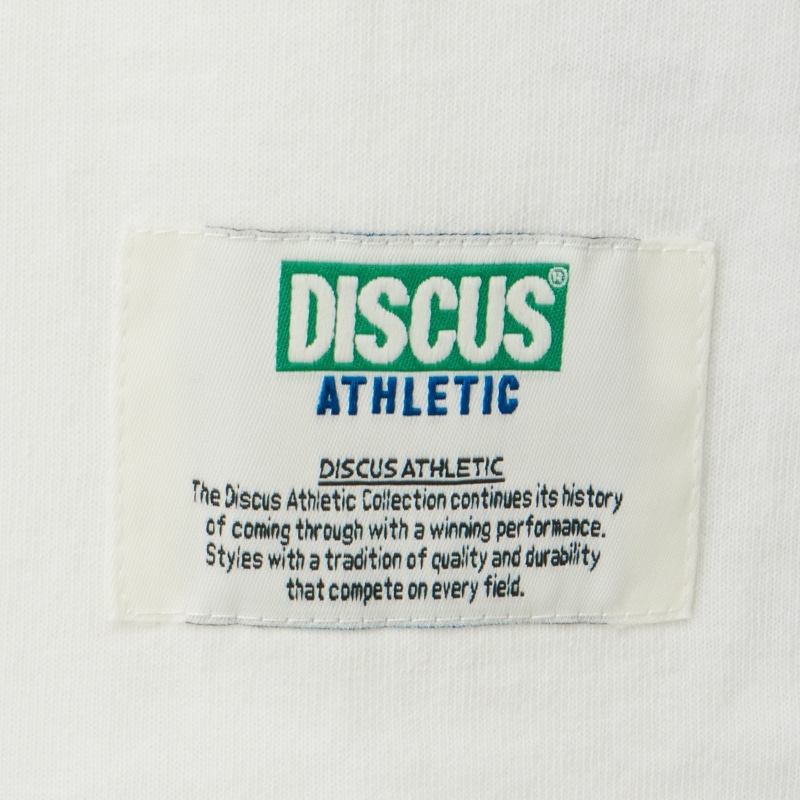 DISCUS®
ATHLETIC
DISCUS ATHLETIC
The Discus Athletic Collection continues its history
of coming through with a winning performance.
Styles with a tradition of quality and durability
that compete on every field.